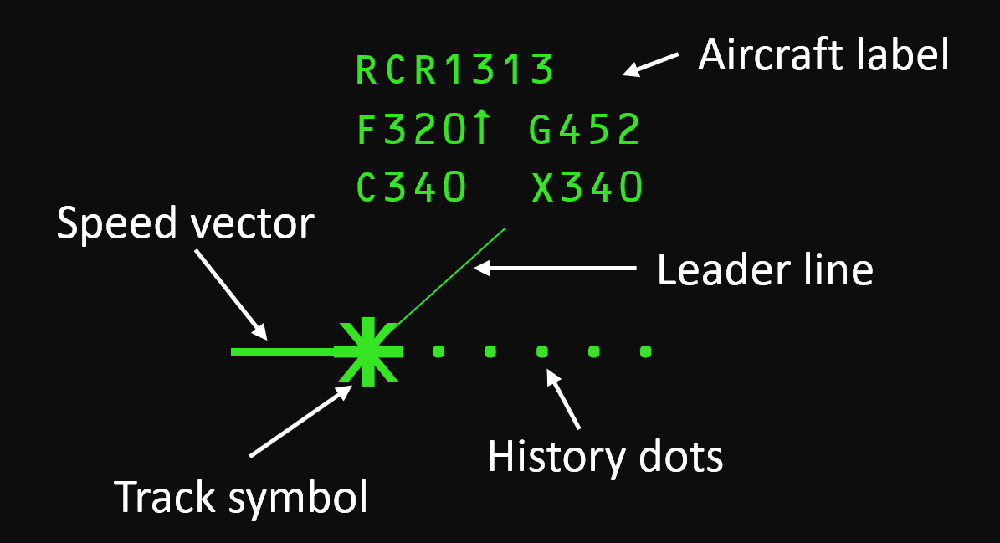 RCR1313
Aircraft label
F320↑ G452
C340 X340
Speed vector
Leader line
History dots
Track symbol